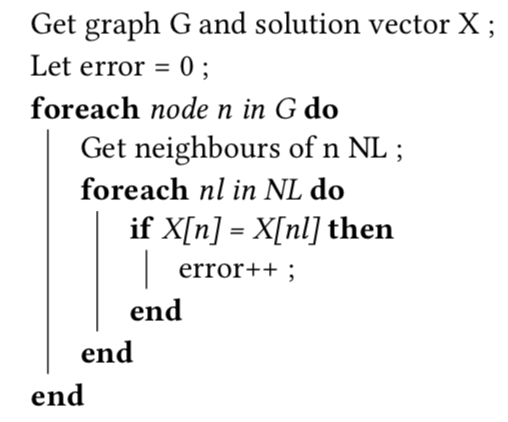 Get graph G and solution vector X ;
Let error = 0 ;
foreach node n in G do
Get neighbours of n NL ;
foreach nl in NL do
if X[n] = X[nl] then
error++ ;
end
end
end